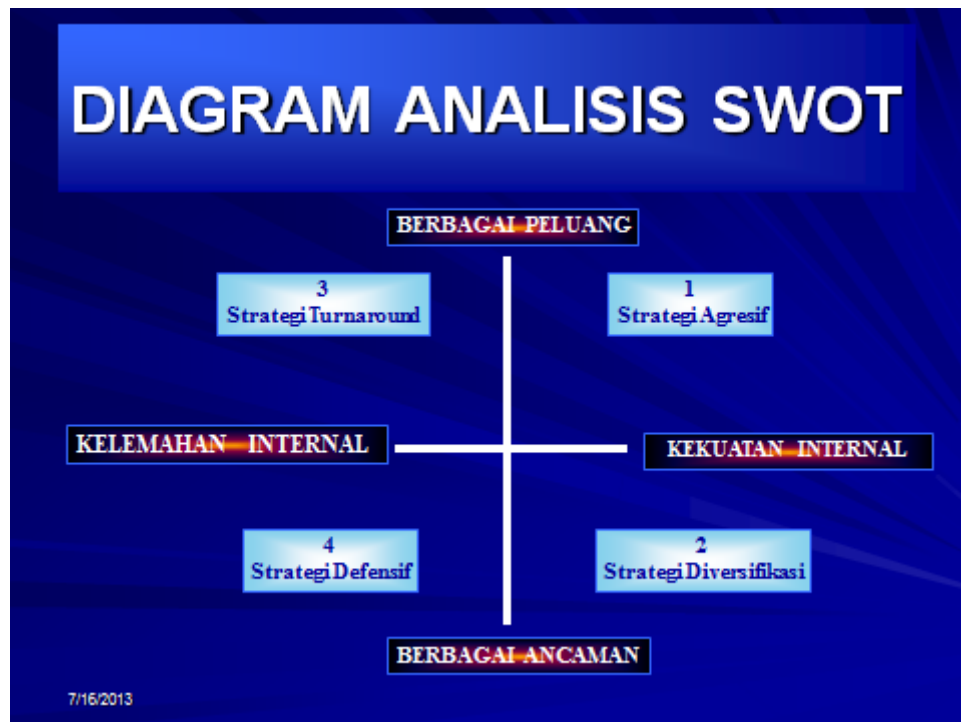 DIAGRAM ANALISIS SWOT
BERBAGAI PELUANG
3
Strategi Turnaround
1
Strategi Agresif
KELEMAHAN INTERNAL
KEKUATAN INTERNAL
4
Strategi Defensif
2
Strategi Diversifikasi
BERBAGAI ANCAMAN
7/16/2013